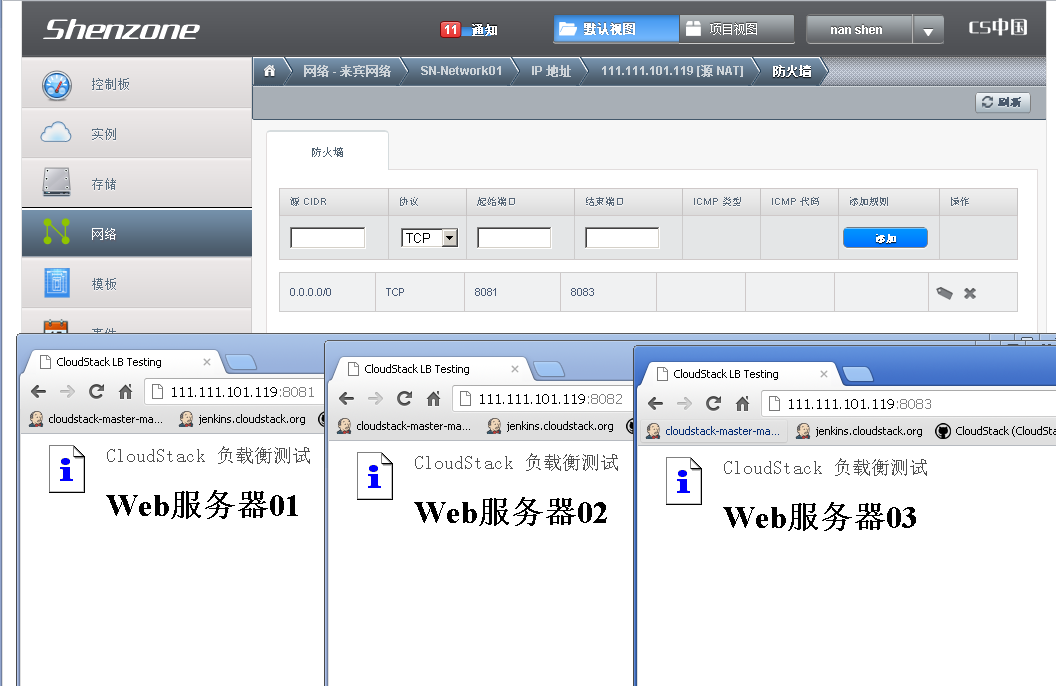 Shenzone
11 通知
默认视图
项目视图
nan shen
CS中国
控制板
实例
存储
网络
模板
事件
网络 - 来宾网络
SN-Network01
IP 地址
111.111.101.119 [源 NAT]
防火墙
刷新
防火墙
源 CIDR 协议 起始端口 结束端口 ICMP 类型 ICMP 代码 添加规则 操作
TCP 添加
0.0.0.0/0 TCP 8081 8083
CloudStack LB Testing
111.111.101.119:8081
cloudstack-master-ma... jenkins.cloudstack.org
CloudStack 负载衡测试
Web服务器01
CloudStack LB Testing
111.111.101.119:8082
cloudstack-master-ma... jenkins.cloudstack.org
CloudStack 负载衡测试
Web服务器02
CloudStack LB Testing
111.111.101.119:8083
cloudstack-master-ma... jenkins.cloudstack.org CloudStack (CloudSta
CloudStack 负载衡测试
Web服务器03